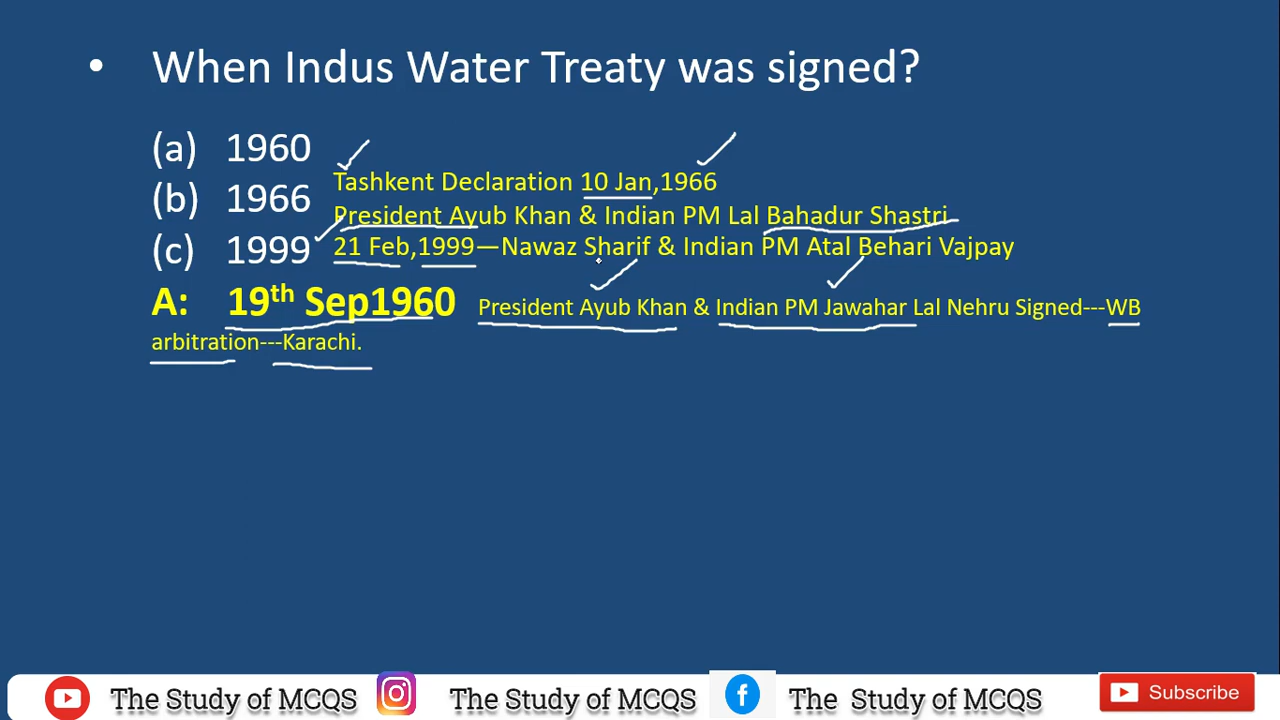 • When Indus Water Treaty was signed?
(a) 1960
Tashkent Declaration 10 Jan,1966
(b) 1966
President Ayub Khan & Indian PM Lal Bahadur Shastri
(c) 1999 21 Feb,1999—Nawaz Sharif & Indian PM Atal Behari Vajpay
A: 19th Sep1960 President Ayub Khan & Indian PM Jawahar Lal Nehru Signed---WB
arbitration---Karachi.
The Study of MCQS The Study of MCQS The Study of MCQS Subscribe